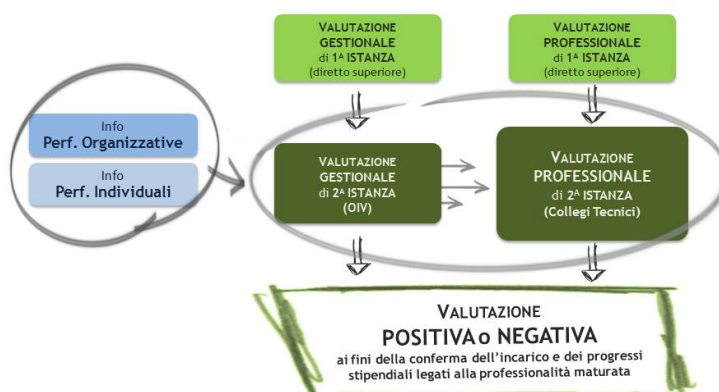 VALUTAZIONE
GESTIONALE
di 1ª ISTANZA
(diretto superiore)
VALUTAZIONE
PROFESSIONALE
di 1ª ISTANZA
(diretto superiore)
Info
Perf. Organizzative
Info
Perf. Individuali
VALUTAZIONE
GESTIONALE
di 2ª ISTANZA
(OIV)
VALUTAZIONE
PROFESSIONALE
di 2ª ISTANZA
(Collegi Tecnici)
VALUTAZIONE
POSITIVA o NEGATIVA
ai fini della conferma dell'incarico e dei progressi
stipendiali legati alla professionalità maturata